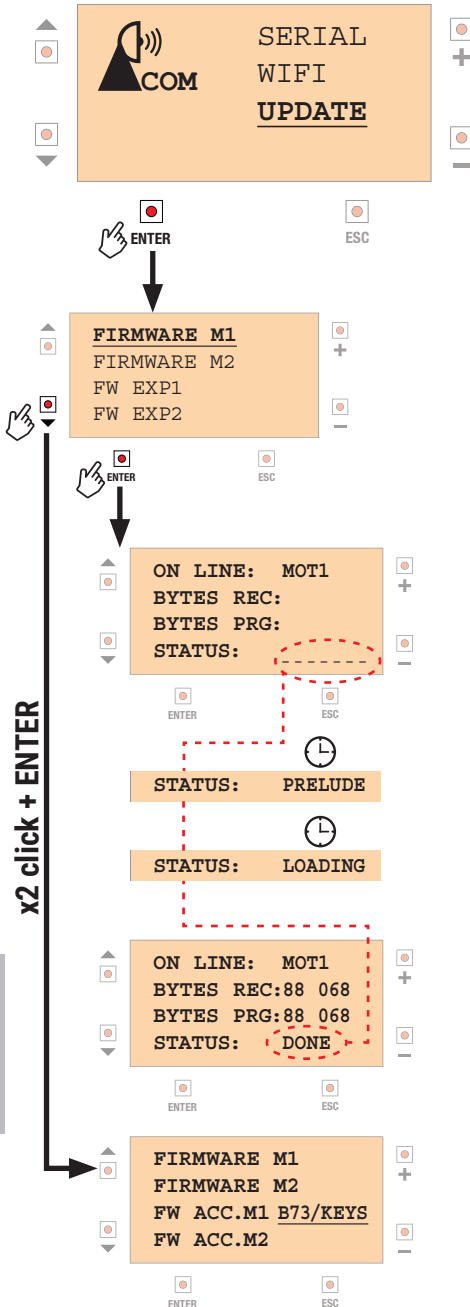 SERIAL
COM WIFI
UPDATE
+
–
ENTER ESC
FIRMWARE M1
FIRMWARE M2
FW EXP1
FW EXP2
+
–
ENTER ESC
ON LINE: MOT1
BYTES REC:
BYTES PRG:
STATUS: ------
+
–
ENTER ESC
STATUS: PRELUDE
STATUS: LOADING
x2 click + ENTER
ON LINE: MOT1
BYTES REC:88 068
BYTES PRG:88 068
STATUS: DONE
+
–
ENTER ESC
FIRMWARE M1
FIRMWARE M2
FW ACC.M1 B73/KEYS
FW ACC.M2
+
–
ENTER ESC